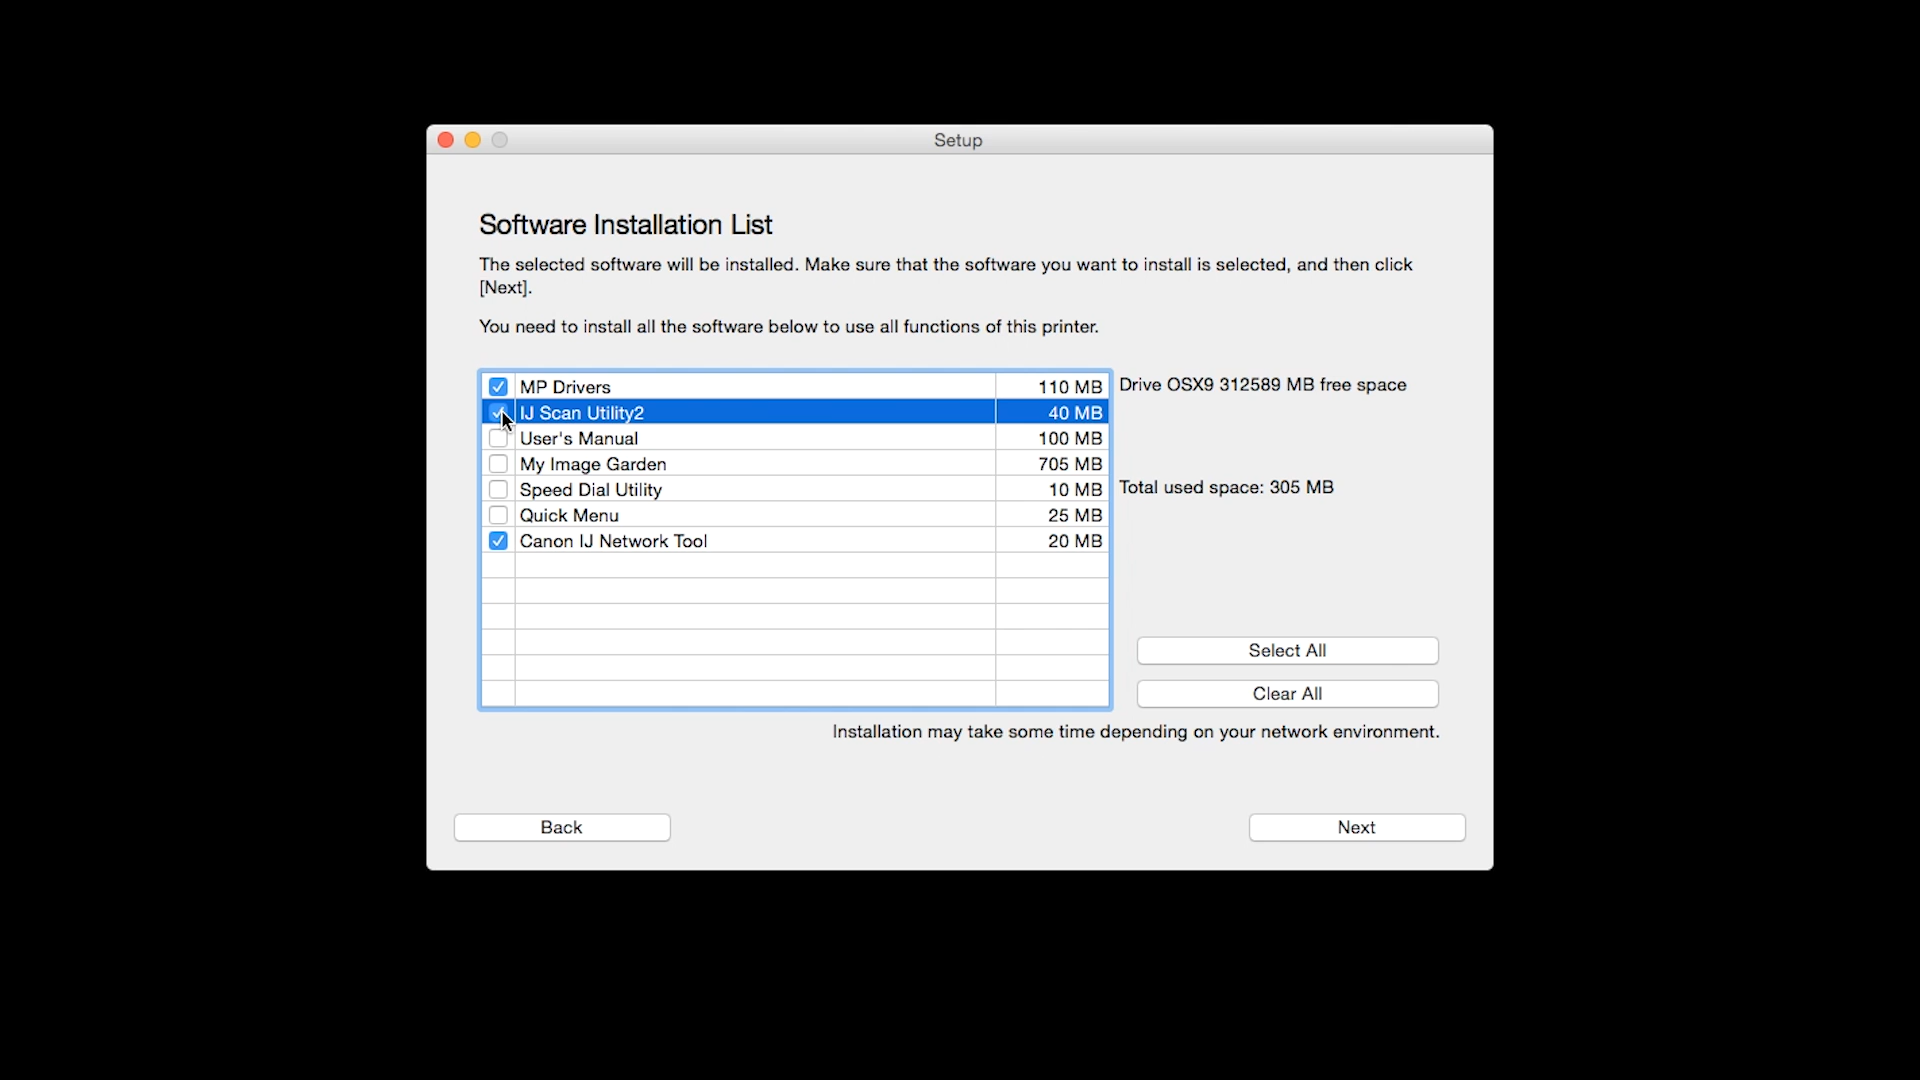 Setup
Software Installation List
The selected software will be installed. Make sure that the software you want to install is selected, and then click
[Next].
You need to install all the software below to use all functions of this printer.
MP Drivers 110 MB
Drive OSX9 312589 MB free space
IJ Scan Utility2 40 MB
User's Manual 100 MB
My Image Garden 705 MB
Speed Dial Utility 10 MB
Total used space: 305 MB
Quick Menu 25 MB
Canon IJ Network Tool 20 MB
Select All
Clear All
Installation may take some time depending on your network environment.
Back
Next